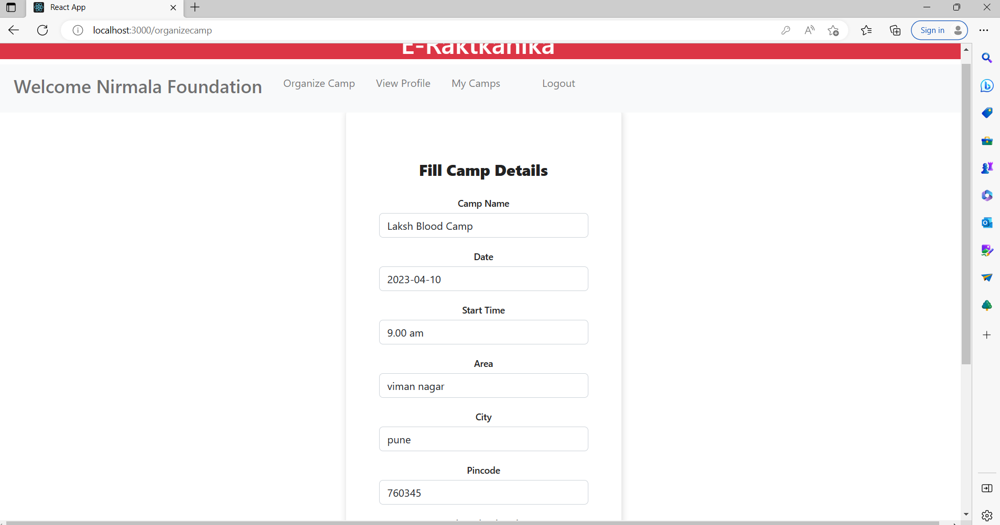 React App
localhost:3000/organizecamp
Sign in
E-Raktkanika
Welcome Nirmala Foundation
Organize Camp
View Profile
My Camps
Logout
Fill Camp Details
Camp Name
Laksh Blood Camp
Date
2023-04-10
Start Time
9.00 am
Area
viman nagar
City
pune
Pincode
760345